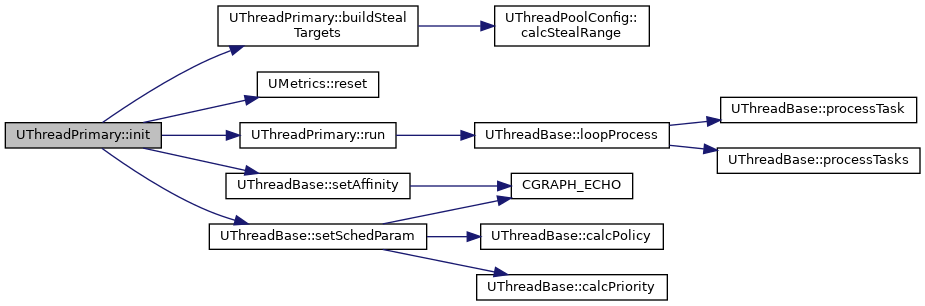 UThreadPrimary::init
UThreadPrimary::buildSteal
Targets
UThreadPoolConfig::
calcStealRange
UMetrics::reset
UThreadPrimary::run
UThreadBase::loopProcess
UThreadBase::processTask
UThreadBase::processTasks
UThreadBase::setAffinity
CGRAPH_ECHO
UThreadBase::setSchedParam
UThreadBase::calcPolicy
UThreadBase::calcPriority